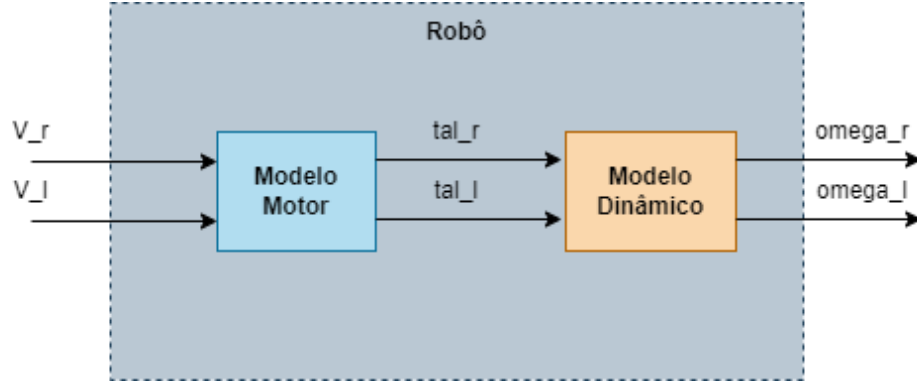 Robô
V_r
tal_r
omega_r
V_l
tal_l
omega_l
Modelo
Motor
Modelo
Dinâmico